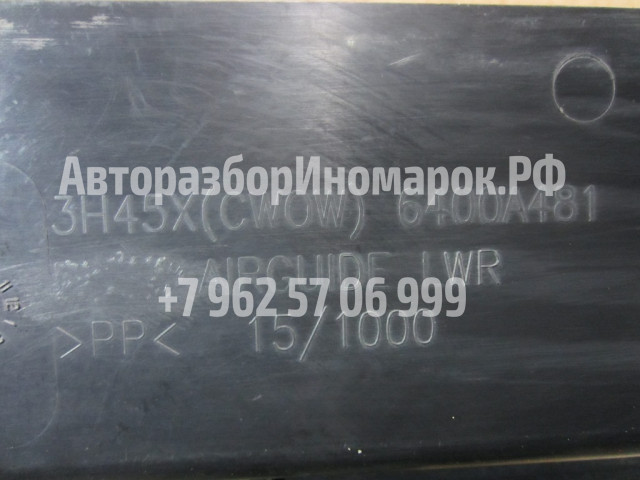 АвторазборИномарок.РФ
3H45X(CWOW) 6400A481
AIRGUIDE LWR
+7 962 57 06 999
>PP< 15/1000